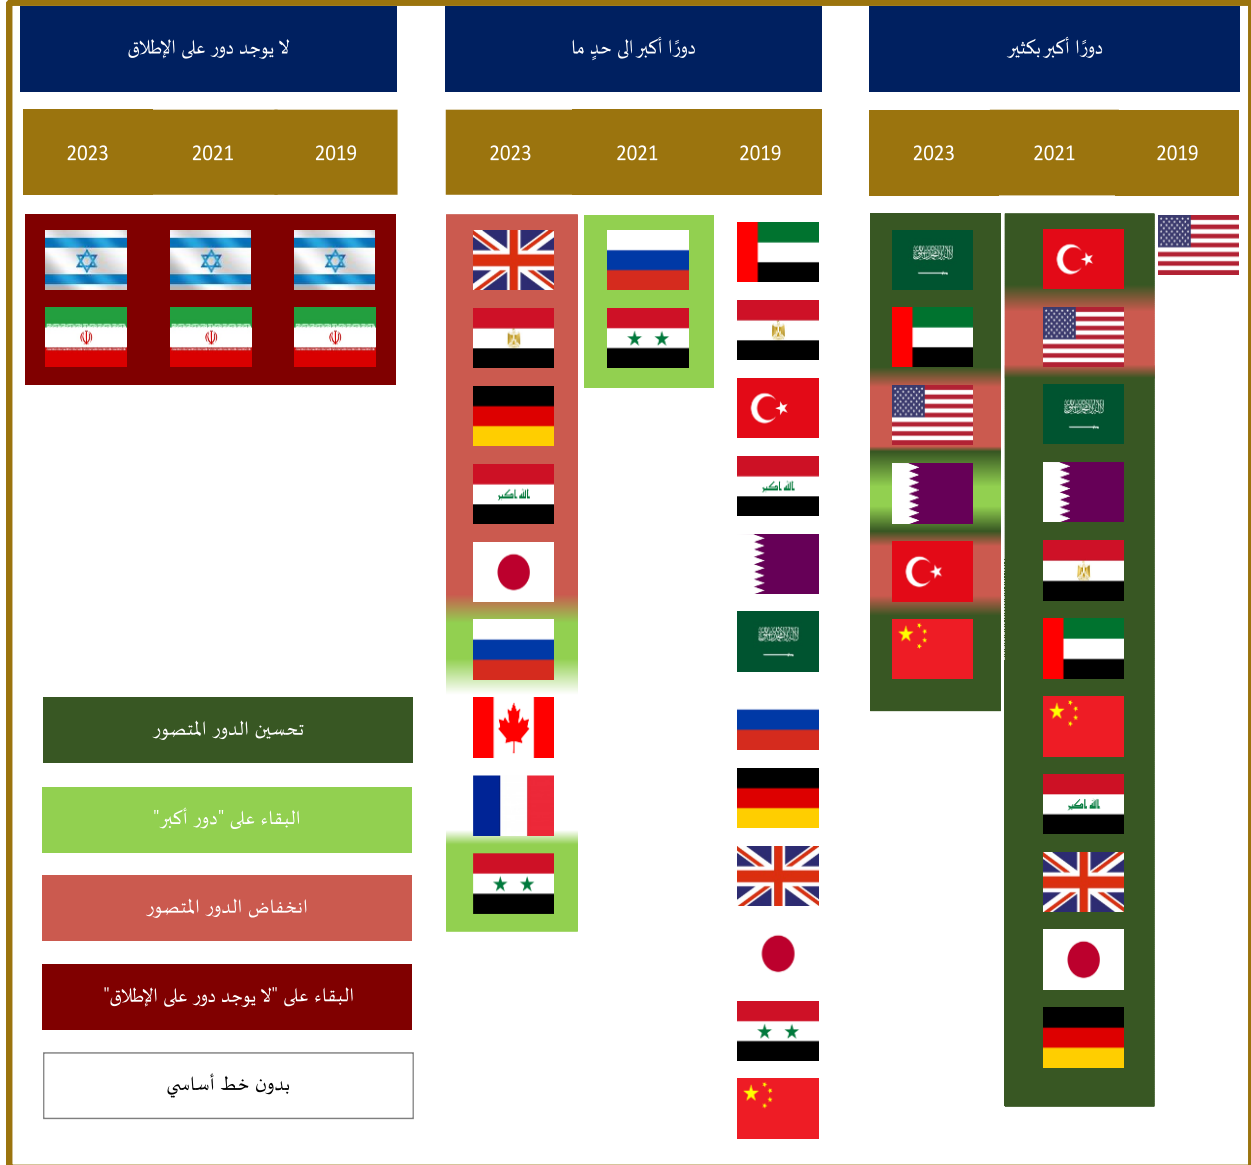 دورًا أكبر بكثير
دورًا أكبر الى حدٍ ما
لا يوجد دور على الإطلاق
2019
2021
2023
2019
2021
2023
2019
2021
2023
تحسين الدور المتصور
البقاء على "دور أكبر"
انخفاض الدور المتصور
البقاء على "لا يوجد دور على الإطلاق"
بدون خط أساسي